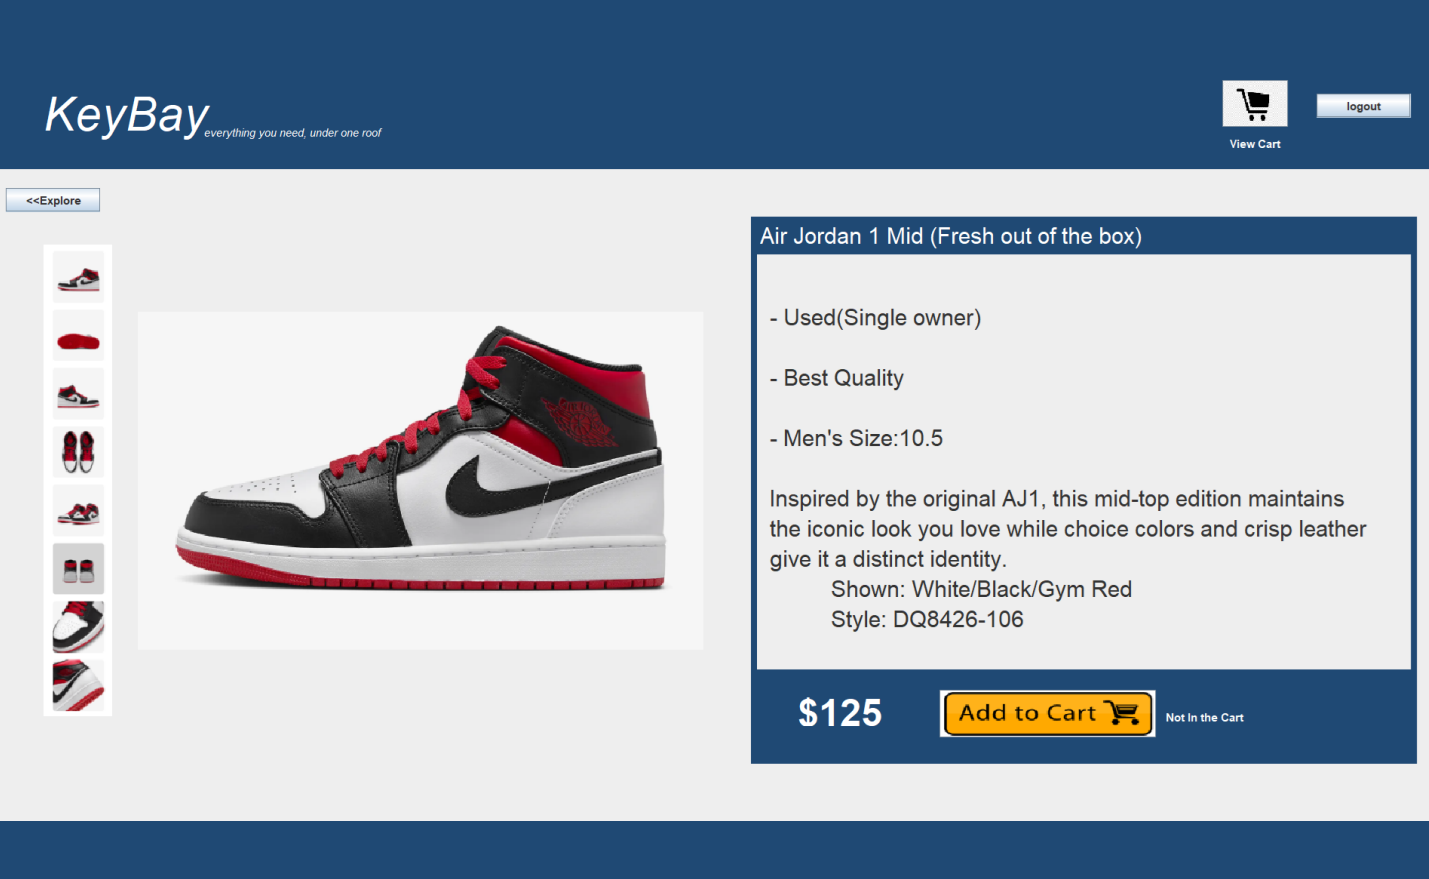 KeyBay
everything you need, under one roof
View Cart
logout
<<Explore
Air Jordan 1 Mid (Fresh out of the box)
- Used(Single owner)
- Best Quality
- Men's Size:10.5
Inspired by the original AJ1, this mid-top edition maintains
the iconic look you love while choice colors and crisp leather
give it a distinct identity.
Shown: White/Black/Gym Red
Style: DQ8426-106
$125
Add to Cart
Not In the Cart